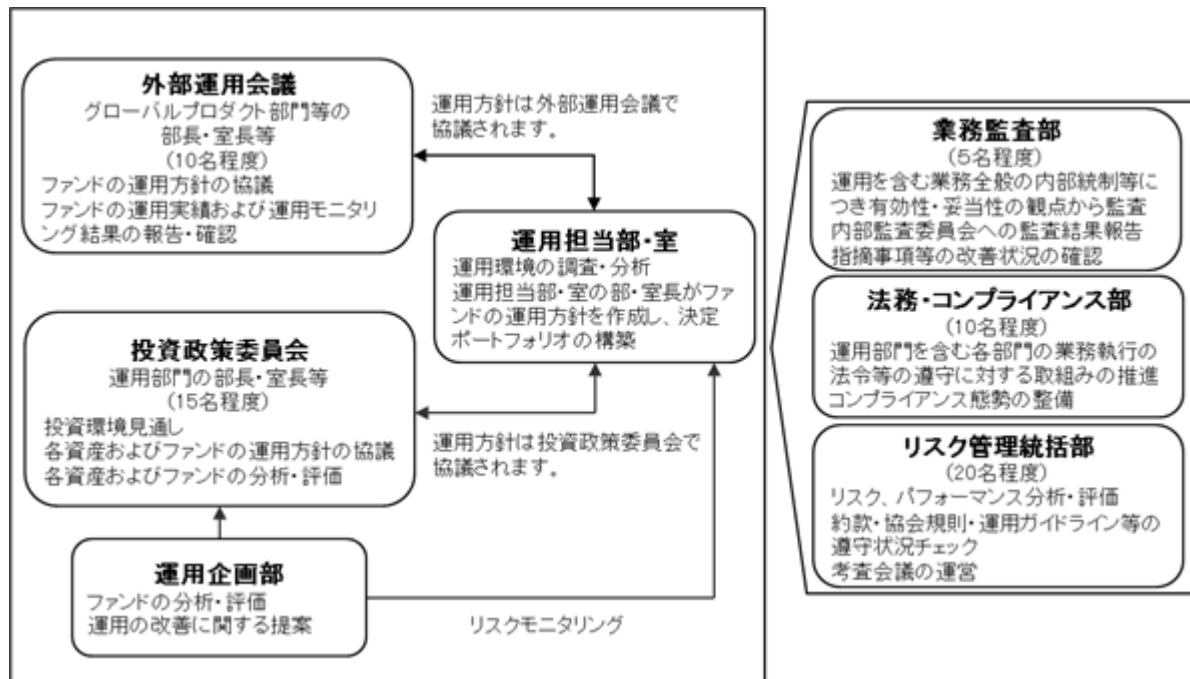 外部運用会議
グローバルプロダクト部門等の
部長・室長等
(10名程度)
ファンドの運用方針の協議
ファンドの運用実績および運用モニタリ
ング結果の報告・確認
運用方針は外部運用会議で
協議されます。
運用担当部・室
運用環境の調査・分析
運用担当部・室の部・室長がファ
ンドの運用方針を作成し、決定
ポートフォリオの構築
投資政策委員会
運用部門の部長・室長等
(15名程度)
投資環境見通し
各資産およびファンドの運用方針の協議
各資産およびファンドの分析・評価
運用方針は投資政策委員会で
協議されます。
運用企画部
ファンドの分析・評価
運用の改善に関する提案
リスクモニタリング
業務監査部
(5名程度)
運用を含む業務全般の内部統制等に
つき有効性・妥当性の観点から監査
内部監査委員会への監査結果報告
指摘事項等の改善状況の確認
法務・コンプライアンス部
(10名程度)
運用部門を含む各部門の業務執行の
法令等の遵守に対する取組みの推進
コンプライアンス態勢の整備
リスク管理統括部
(20名程度)
リスク、パフォーマンス分析・評価
約款・協会規則・運用ガイドライン等の
遵守状況チェック
考査会議の運営